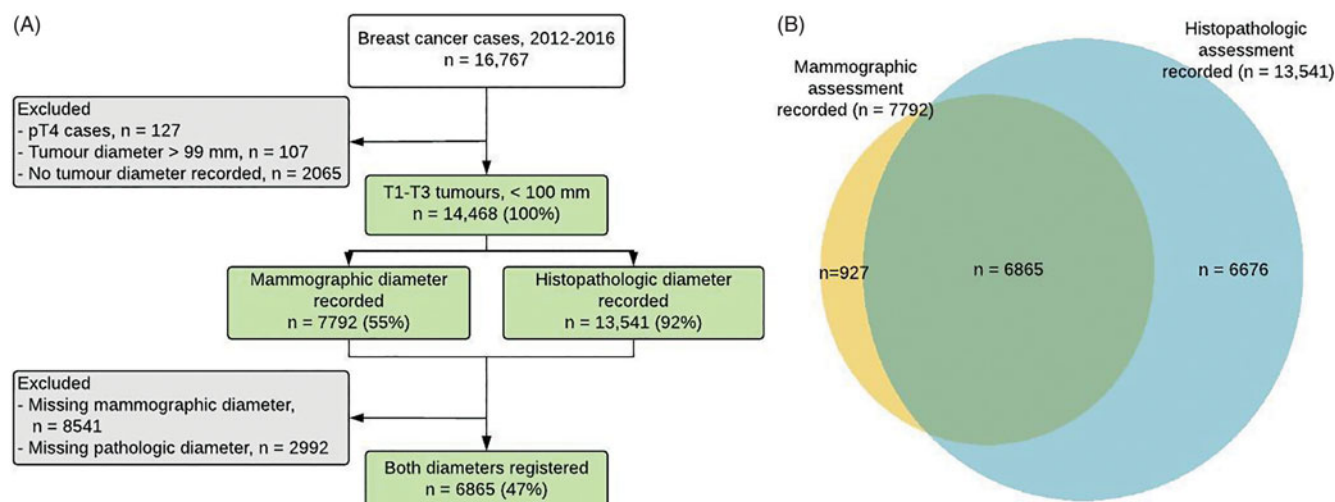 (A)
Breast cancer cases, 2012-2016
n = 16,767
Excluded
- pT4 cases, n = 127
- Tumour diameter > 99 mm, n = 107
- No tumour diameter recorded, n = 2065
T1-T3 tumours, < 100 mm
n = 14,468 (100%)
Mammographic diameter
recorded
n = 7792 (55%)
Histopathologic diameter
recorded
n = 13,541 (92%)
Excluded
- Missing mammographic diameter,
n = 8541
- Missing pathologic diameter, n = 2992
Both diameters registered
n = 6865 (47%)
(B)
Mammographic
assessment
recorded (n = 7792)
Histopathologic
assessment
recorded (n = 13,541)
n=927
n = 6865
n = 6676